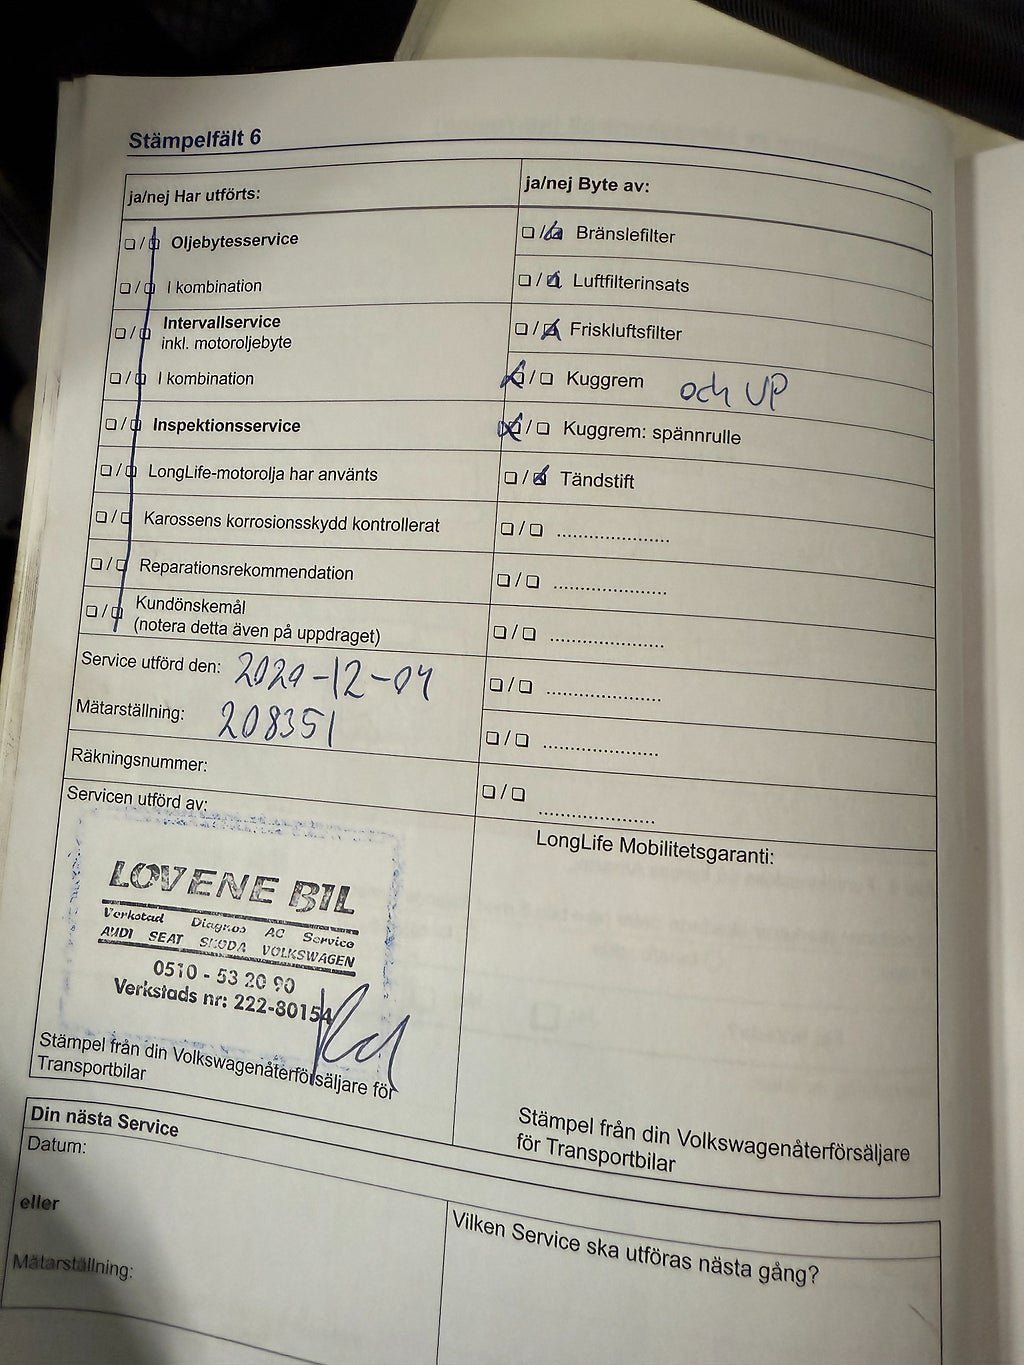 Stämpelfält 6
ja/nej Har utförts:
Oljebytesservice
I kombination
Intervallservice
inkl. motoroljebyte
I kombination
Inspektionsservice
LongLife-motorolja har använts
Karossens korrosionsskydd kontrollerat
Reparationsrekommendation
Kundönskemål
(notera detta även på uppdraget)
Service utförd den: 2020-12-04
Mätarställning: 208351
Räkningsnummer:
Servicen utförd av:
LOVENE BIL
Verkstad Diagnos AC Service
AUDI SEAT SKODA VOLKSWAGEN
0510 - 53 20 90
Verkstads nr: 222-80154
Stämpel från din Volkswagenåterförsäljare för
Transportbilar
ja/nej Byte av:
Bränslefilter
Luftfilterinsats
Friskluftsfilter
Kuggrem och VP
Kuggrem: spännrulle
Tändstift
LongLife Mobilitetsgaranti:
Stämpel från din Volkswagenåterförsäljare
för Transportbilar
Din nästa Service
Datum:
eller
Mätarställning:
Vilken Service ska utföras nästa gång?